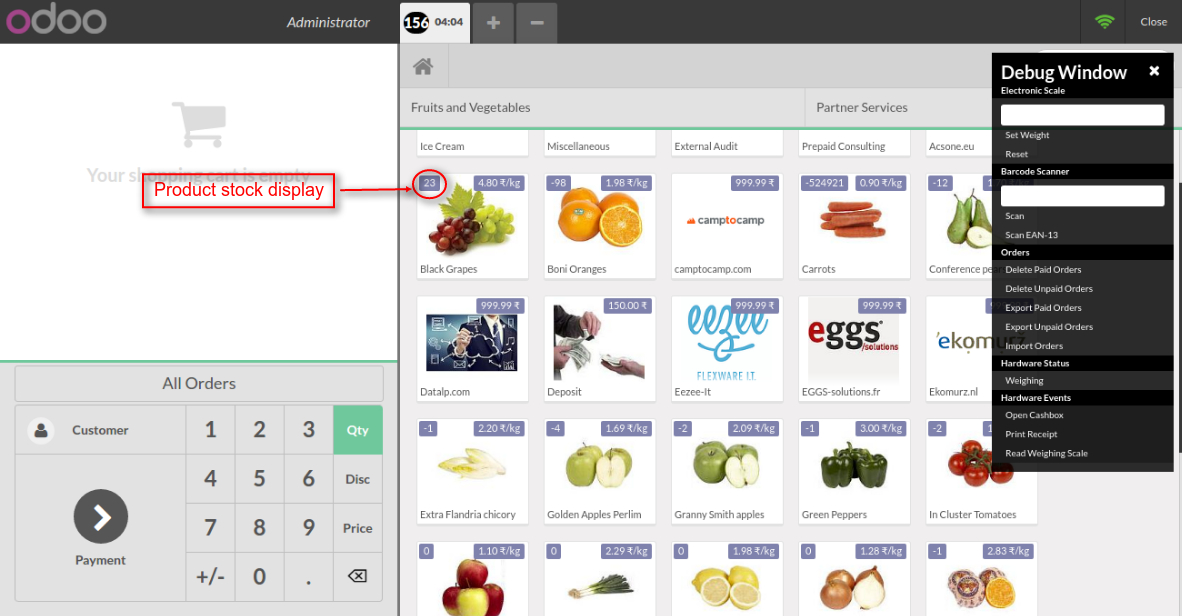 odoo
Administrator
156 04:04
Close
Your shopping cart is empty
Product stock display
Fruits and Vegetables
Partner Services
Ice Cream
Miscellaneous
External Audit
Prepaid Consulting
Acsone.eu
23 4.80 ₹/kg
Black Grapes
-98 1.98 ₹/kg
Boni Oranges
999.99 ₹
camptocamp
camptocamp.com
-524921 0.90 ₹/kg
Carrots
-12
Conference pea
999.99 ₹
Datalp.com
150.00 ₹
Deposit
999.99 ₹
eezee
FLEXWARE I.T.
Eezee-It
999.99 ₹
eggs
/solutions
EGGS-solutions.fr
'ekomurz
Ekomurz.nl
-1 2.20 ₹/kg
Extra Flandria chicory
-4 1.69 ₹/kg
Golden Apples Perlim
-2 2.09 ₹/kg
Granny Smith apples
-1 3.00 ₹/kg
Green Peppers
-2
In Cluster Tomatoes
0 1.10 ₹/kg
0 2.29 ₹/kg
0 1.98 ₹/kg
0 1.28 ₹/kg
-1 2.83 ₹/kg
Debug Window
Electronic Scale
Set Weight
Reset
Barcode Scanner
Scan
Scan EAN-13
Orders
Delete Paid Orders
Delete Unpaid Orders
Export Paid Orders
Export Unpaid Orders
Import Orders
Hardware Status
Weighing
Hardware Events
Open Cashbox
Print Receipt
Read Weighing Scale
All Orders
Customer
1 2 3 Qty
4 5 6 Disc
7 8 9 Price
Payment
+/- 0 .